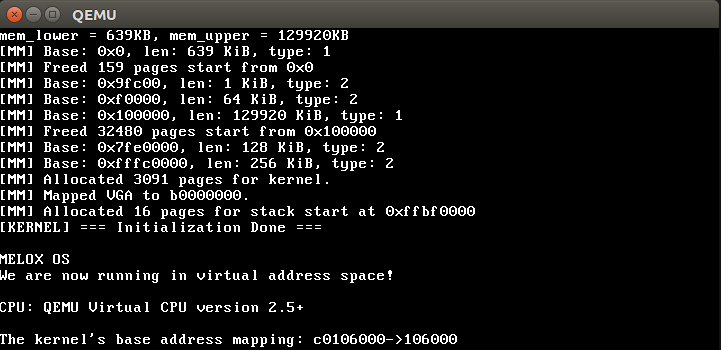 QEMU
mem_lower = 639KB, mem_upper = 129920KB
[MM] Base: 0x0, len: 639 KiB, type: 1
[MM] Freed 159 pages start from 0x0
[MM] Base: 0x9fc00, len: 1 KiB, type: 2
[MM] Base: 0xf0000, len: 64 KiB, type: 2
[MM] Base: 0x100000, len: 129920 KiB, type: 1
[MM] Freed 32480 pages start from 0x100000
[MM] Base: 0x7fe0000, len: 128 KiB, type: 2
[MM] Base: 0xfffc0000, len: 256 KiB, type: 2
[MM] Allocated 3091 pages for kernel.
[MM] Mapped VGA to b0000000.
[MM] Allocated 16 pages for stack start at 0xffbf0000
[KERNEL] === Initialization Done ===
MELOX OS
We are now running in virtual address space!
CPU: QEMU Virtual CPU version 2.5+
The kernel's base address mapping: c0106000->106000